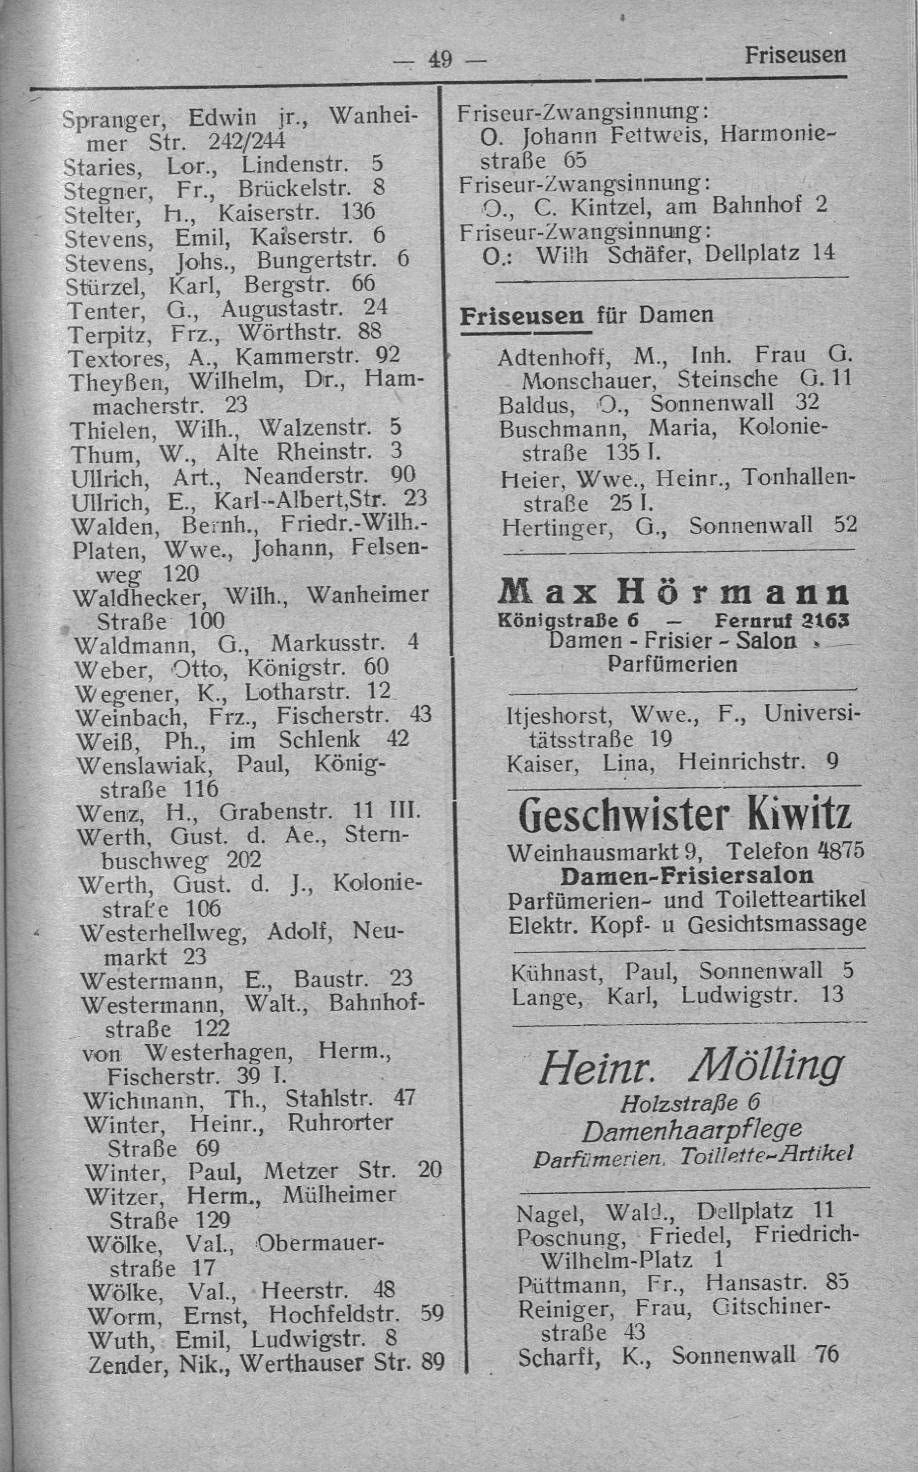 — 49 —
Friseusen
Spranger, Edwin jr., Wanhei-
mer Str. 242/244
Staries, Lor., Lindenstr. 5
Stegner, Fr., Brückelstr. 8
Stelter, H., Kaiserstr. 136
Stevens, Emil, Kaiserstr. 6
Stevens, Johs., Bungertstr. 6
Stürzel, Karl, Bergstr. 66
Tenter, G., Augustastr. 24
Terpitz, Frz., Wörthstr. 88
Textores, A., Kammerstr. 92
Theyßen, Wilhelm, Dr., Ham-
macherstr. 23
Thielen, Wilh., Walzenstr. 5
Thum, W., Alte Rheinstr. 3
Ullrich, Art., Neanderstr. 90
Ullrich, E., Karl--Albert,Str. 23
Walden, Bernh., Friedr.-Wilh.-
Platen, Wwe., Johann, Felsen-
weg 120
Waldhecker, Wilh., Wanheimer
Straße 100
Waldmann, G., Markusstr. 4
Weber, Otto, Königstr. 60
Wegener, K., Lotharstr. 12
Weinbach, Frz., Fischerstr. 43
Weiß, Ph., im Schlenk 42
Wenslawiak, Paul, König-
straße 116
Wenz, H., Grabenstr. 11 III.
Werth, Gust. d. Ae., Stern-
buschweg 202
Werth, Gust. d. J., Kolonie-
straße 106
Westerhellweg, Adolf, Neu-
markt 23
Westermann, E., Baustr. 23
Westermann, Walt., Bahnhof-
straße 122
von Westerhagen, Herm.,
Fischerstr. 39 I.
Wichmann, Th., Stahlstr. 47
Winter, Heinr., Ruhrorter
Straße 69
Winter, Paul, Metzer Str. 20
Witzer, Herm., Mülheimer
Straße 129
Wölke, Val., Obermauer-
straße 17
Wölke, Val., Heerstr. 48
Worm, Ernst, Hochfeldstr. 59
Wuth, Emil, Ludwigstr. 8
Zender, Nik., Werthauser Str. 89
Friseur-Zwangsinnung:
O. Johann Fettweis, Harmonie-
straße 65
Friseur-Zwangsinnung:
O., C. Kintzel, am Bahnhof 2
Friseur-Zwangsinnung:
O.: Wilh Schäfer, Dellplatz 14
Friseusen für Damen
Adtenhoff, M., Inh. Frau G.
Monschauer, Steinsche G. 11
Baldus, O., Sonnenwall 32
Buschmann, Maria, Kolonie-
straße 135 I.
Heier, Wwe., Heinr., Tonhallen-
straße 25 I.
Hertinger, G., Sonnenwall 52
Max Hörmann
Königstraße 6 — Fernruf 2163
Damen - Frisier - Salon
Parfümerien
Itjeshorst, Wwe., F., Universi-
tätsstraße 19
Kaiser, Lina, Heinrichstr. 9
Geschwister Kiwitz
Weinhausmarkt 9, Telefon 4875
Damen-Frisiersalon
Parfümerien- und Toiletteartikel
Elektr. Kopf- u Gesichtsmassage
Kühnast, Paul, Sonnenwall 5
Lange, Karl, Ludwigstr. 13
Heinr. Mölling
Holzstraße 6
Damenhaarpflege
Parfümerien, Toillette-Artikel
Nagel, Wald., Dellplatz 11
Poschung, Friedel, Friedrich-
Wilhelm-Platz 1
Püttmann, Fr., Hansastr. 85
Reiniger, Frau, Gitschiner-
straße 43
Scharft, K., Sonnenwall 76